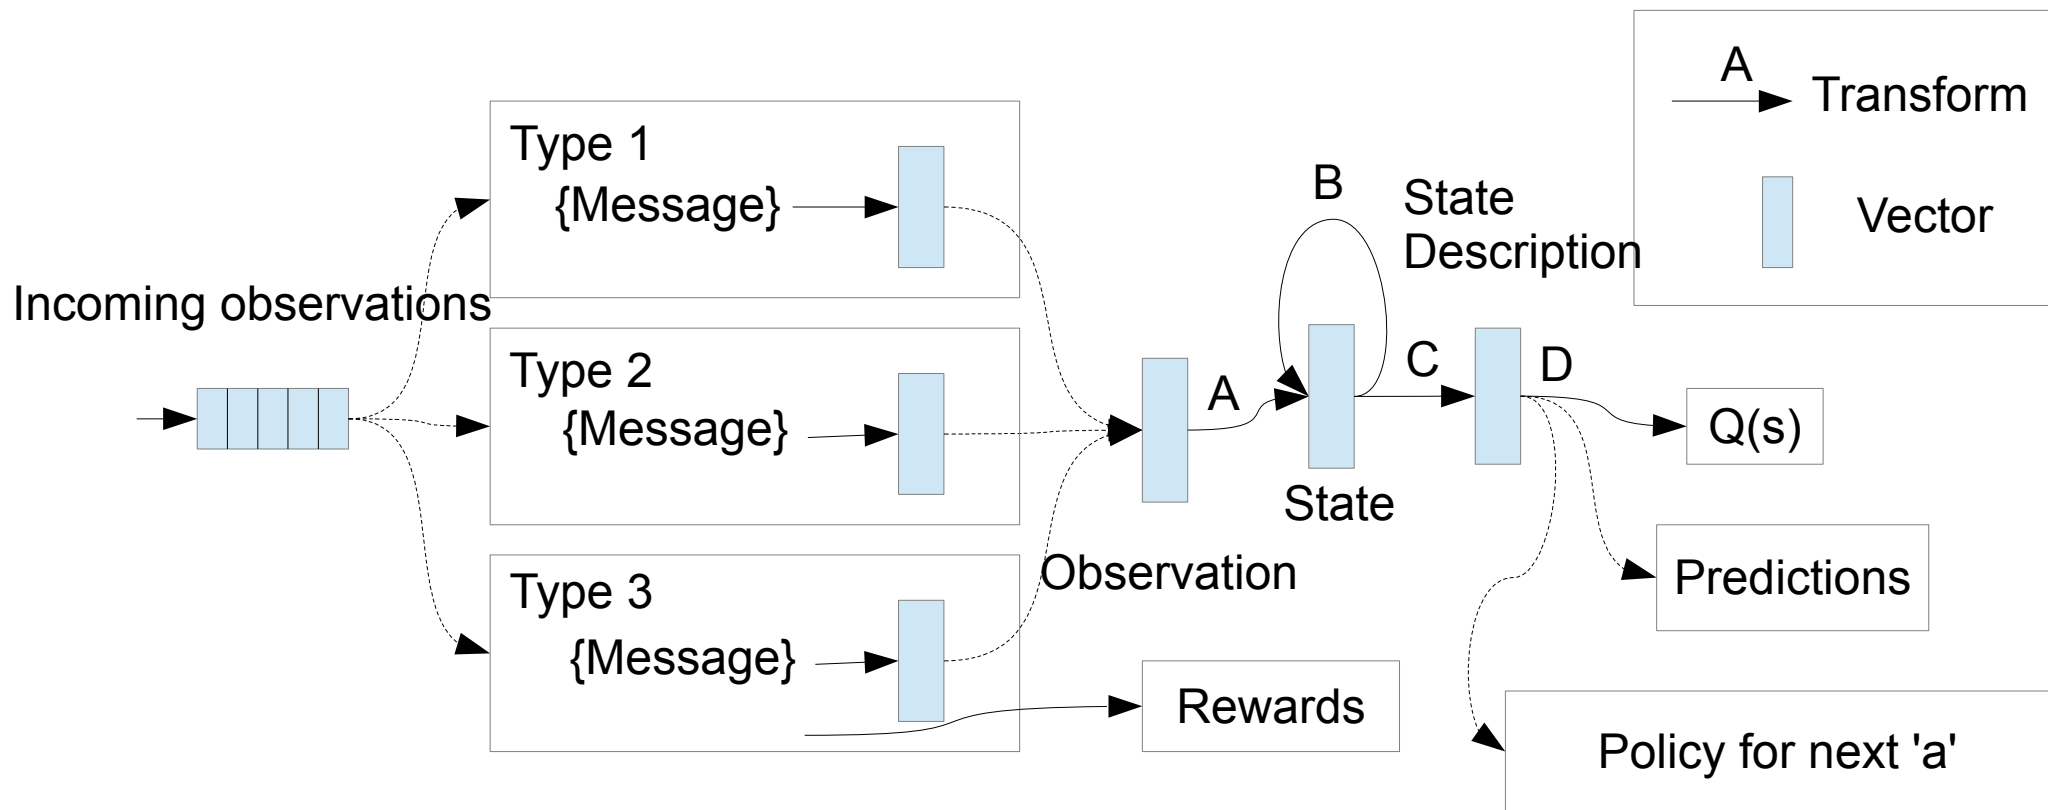 Incoming observations
Type 1
{Message}
Type 2
{Message}
Type 3
{Message}
Observation
Rewards
A
B
State
State
Description
C
D
Q(s)
Predictions
Policy for next 'a'
A
Transform
Vector